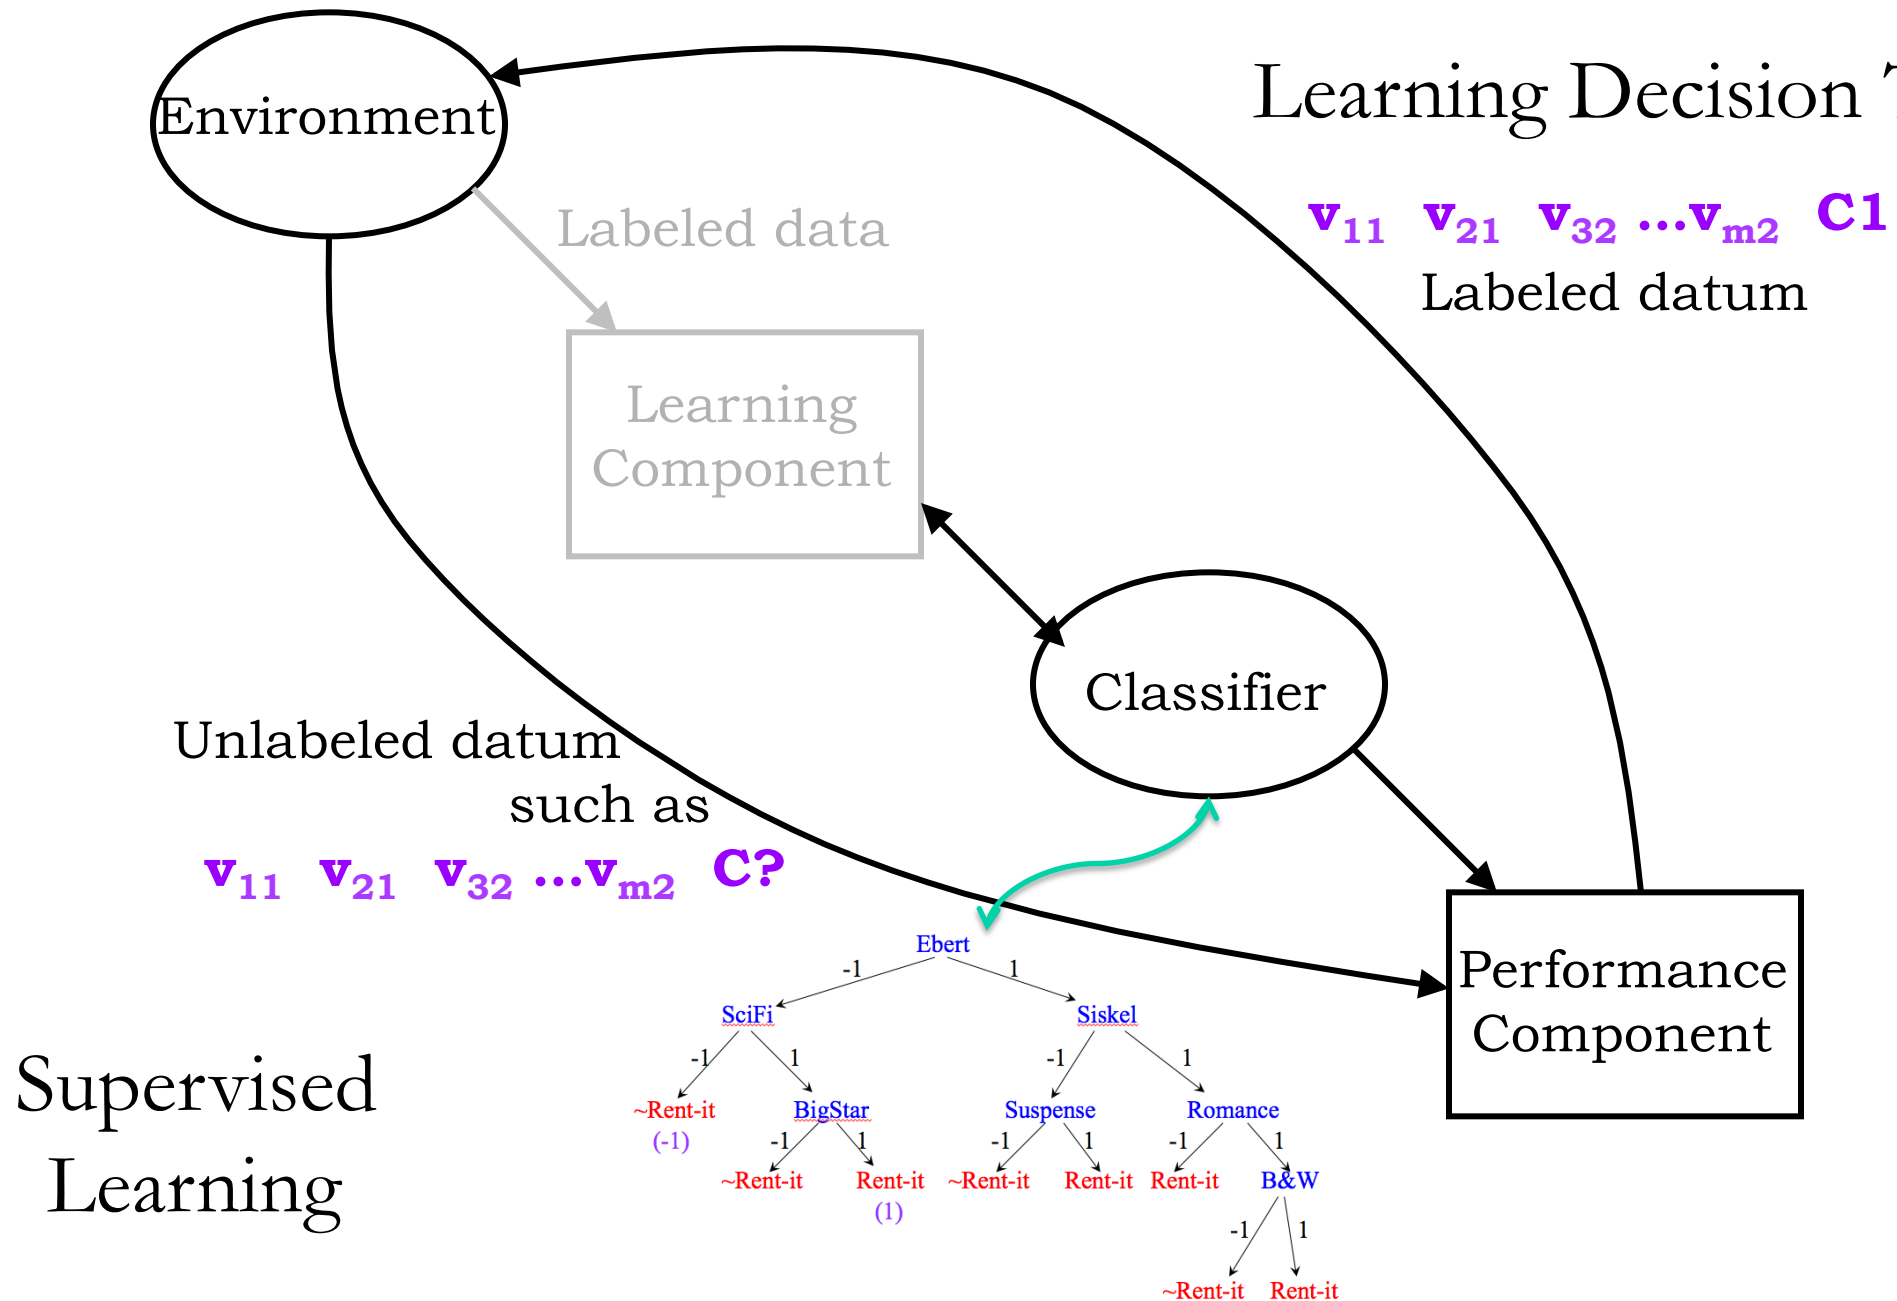 Environment
Learning Decision T
Labeled data
v11 v21 v32 ...vm2 C1
Labeled datum
Learning
Component
Classifier
Unlabeled datum
such as
v11 v21 v32 ...vm2 C?
Performance
Component
Supervised
Learning
Ebert
-1 1
SciFi Siskel
-1 1 -1 1
~Rent-it BigStar Suspense Romance
(-1) -1 1 -1 1 -1 1
~Rent-it Rent-it ~Rent-it Rent-it Rent-it B&W
(1)
-1 1
~Rent-it Rent-it